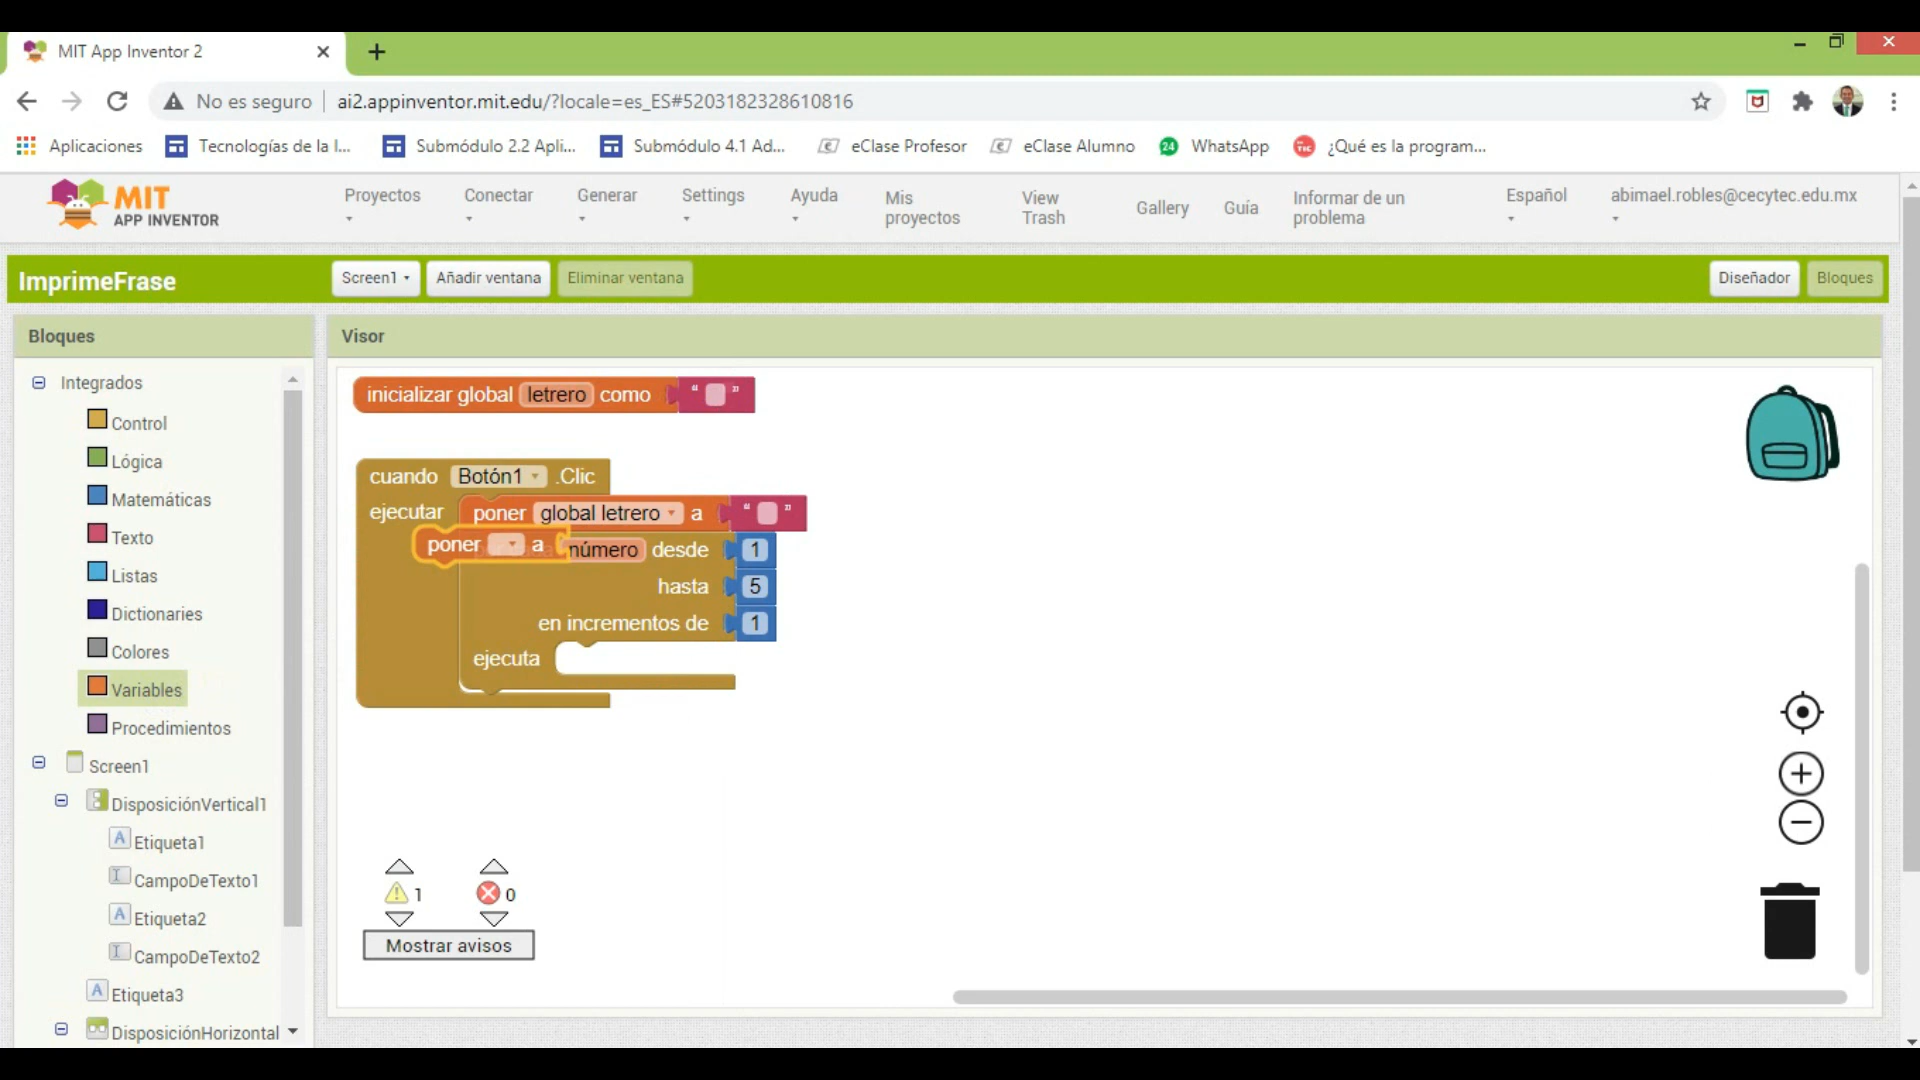 MIT App Inventor 2
No es seguro
ai2.appinventor.mit.edu/?locale=es_ES#5203182328610816
Aplicaciones
Tecnologías de la I...
Submódulo 2.2 Apli...
Submódulo 4.1 Ad...
eClase Profesor
eClase Alumno
24
WhatsApp
TIC
¿Qué es la program...
MIT
APP INVENTOR
Proyectos
Conectar
Generar
Settings
Ayuda
Mis
proyectos
View
Trash
Gallery
Guía
Informar de un
problema
Español
abimael.robles@cecytec.edu.mx
ImprimeFrase
Screen1
Añadir ventana
Eliminar ventana
Diseñador
Bloques
Bloques
Visor
Integrados
Control
Lógica
Matemáticas
Texto
Listas
Dictionaries
Colores
Variables
Procedimientos
Screen1
DisposiciónVertical1
Etiqueta1
CampoDeTexto1
Etiqueta2
CampoDeTexto2
Etiqueta3
DisposiciónHorizontal
inicializar global letrero como “ ”
cuando Botón1 .Clic
ejecutar poner global letrero a “ ”
poner a número desde 1
hasta 5
en incrementos de 1
ejecuta
1 0
Mostrar avisos